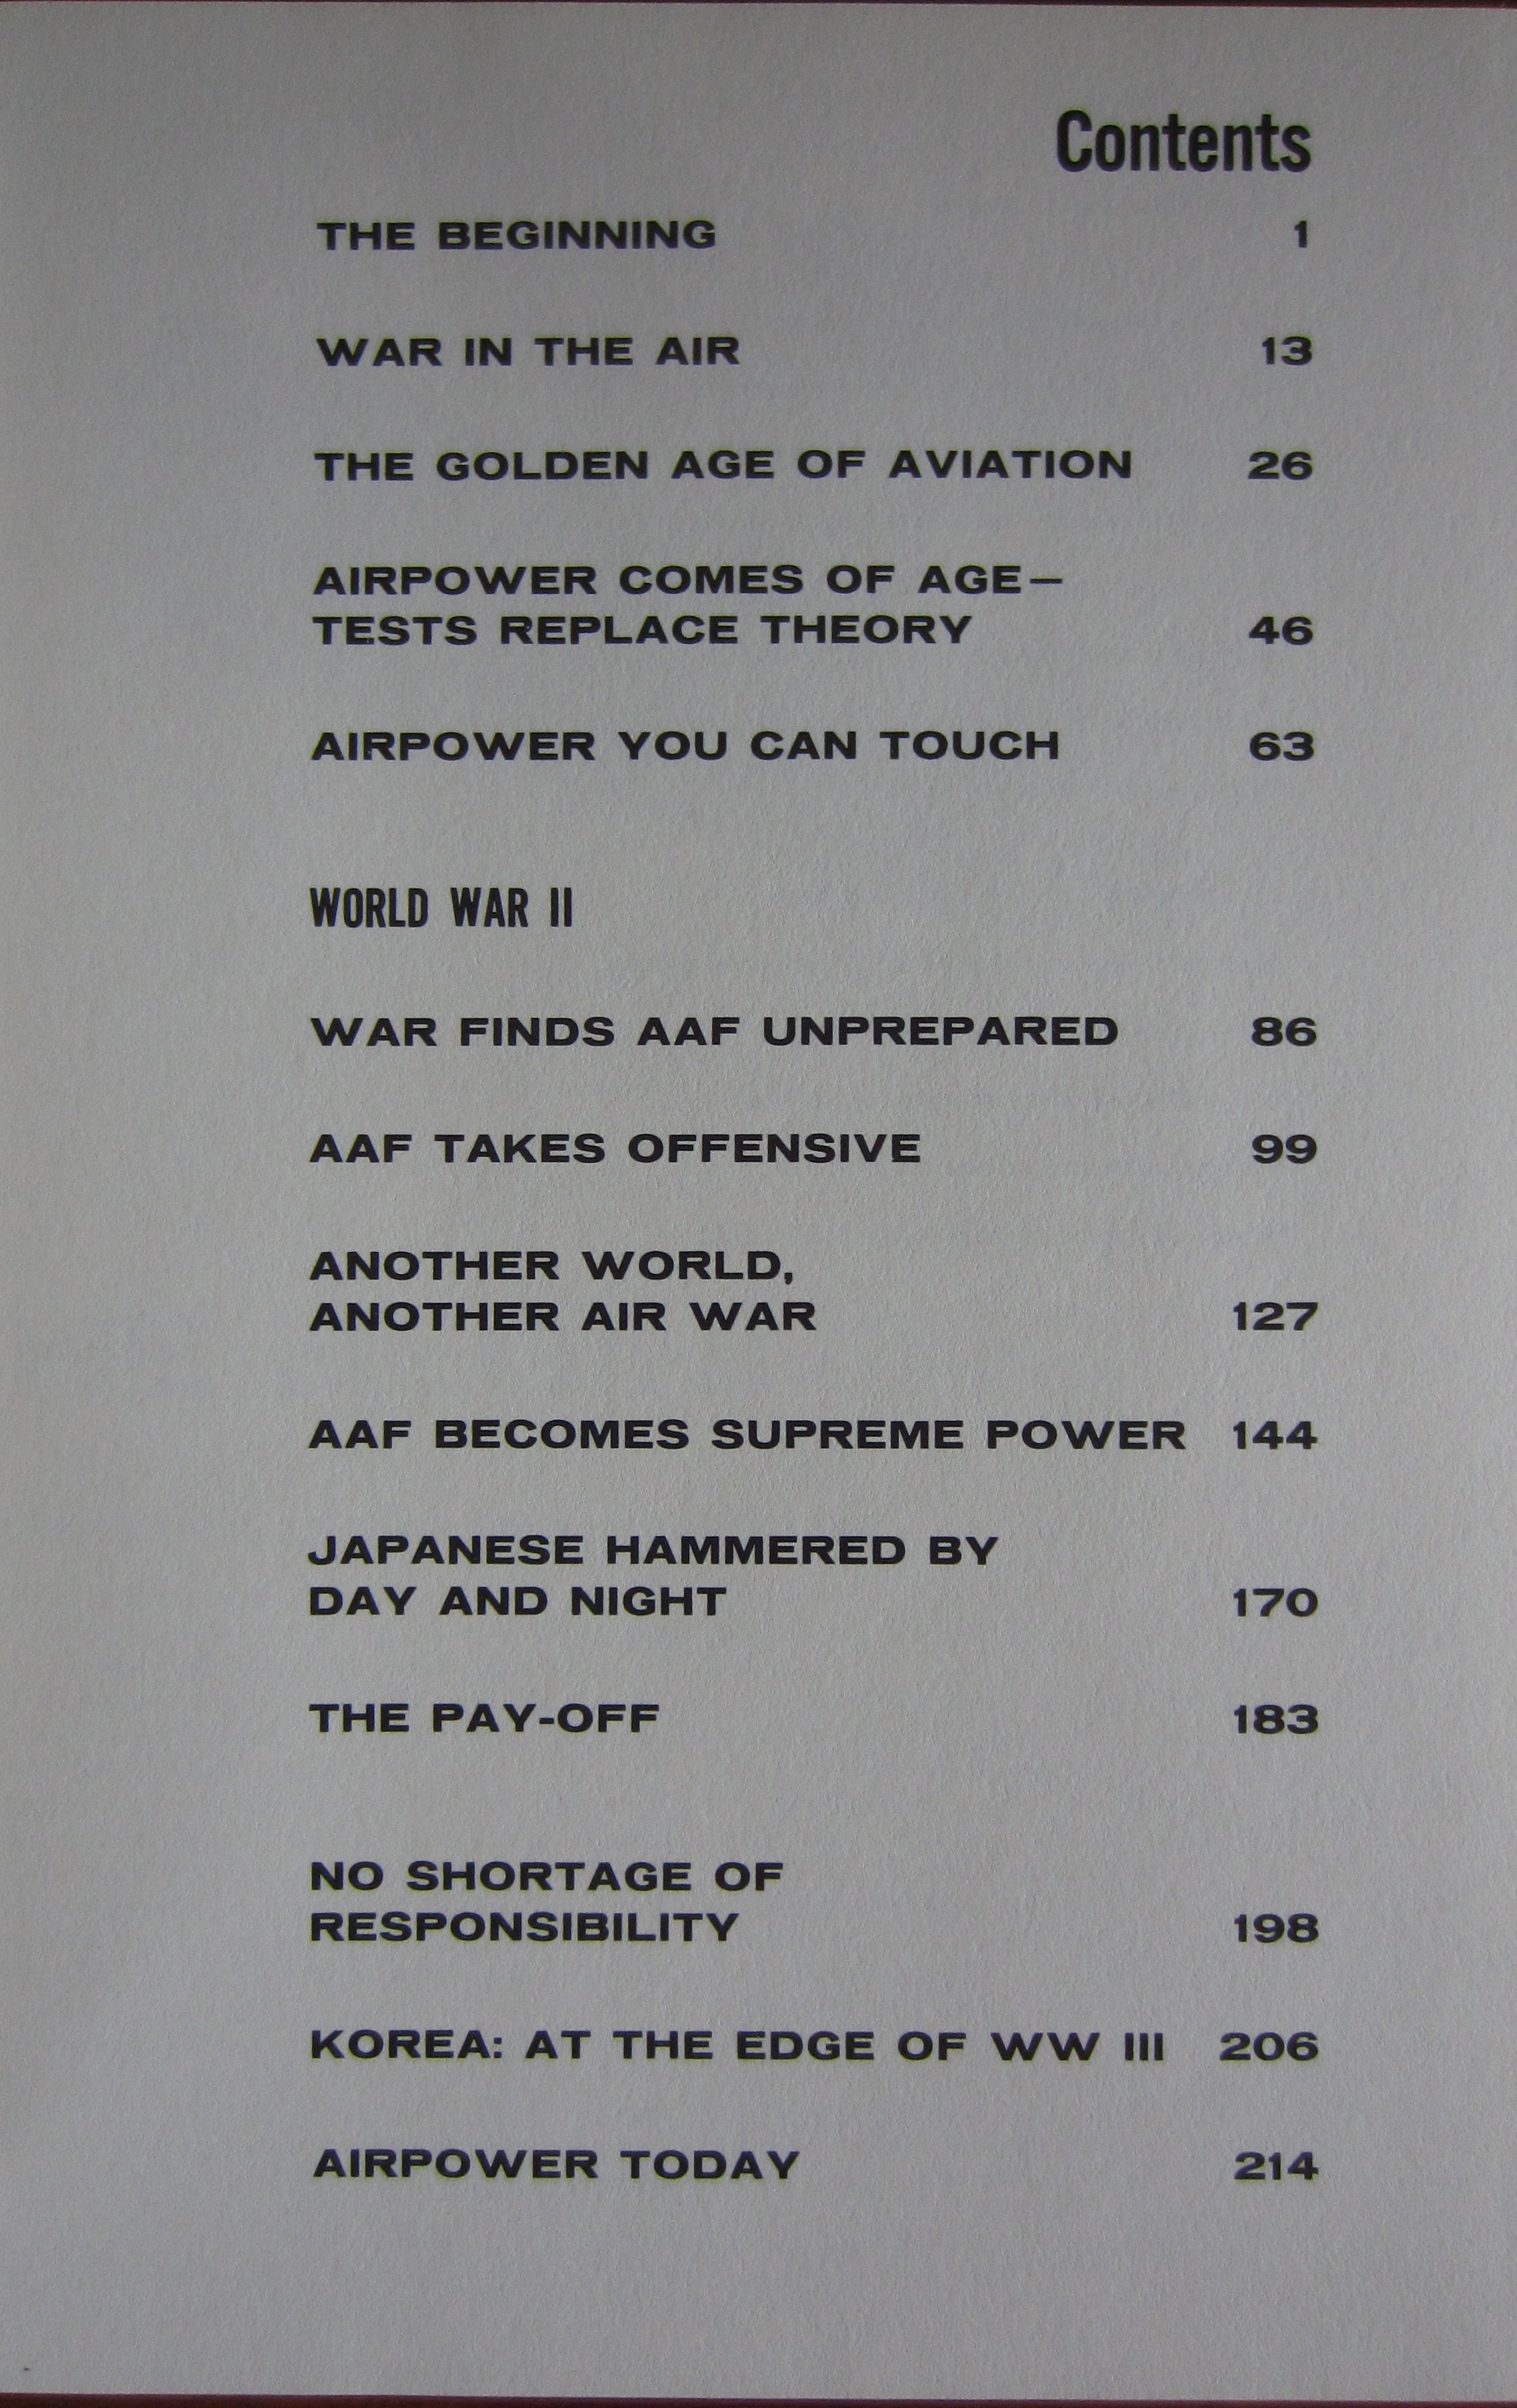 Contents
THE BEGINNING 1
WAR IN THE AIR 13
THE GOLDEN AGE OF AVIATION 26
AIRPOWER COMES OF AGE—
TESTS REPLACE THEORY 46
AIRPOWER YOU CAN TOUCH 63
WORLD WAR II
WAR FINDS AAF UNPREPARED 86
AAF TAKES OFFENSIVE 99
ANOTHER WORLD,
ANOTHER AIR WAR 127
AAF BECOMES SUPREME POWER 144
JAPANESE HAMMERED BY
DAY AND NIGHT 170
THE PAY-OFF 183
NO SHORTAGE OF
RESPONSIBILITY 198
KOREA: AT THE EDGE OF WW III 206
AIRPOWER TODAY 214